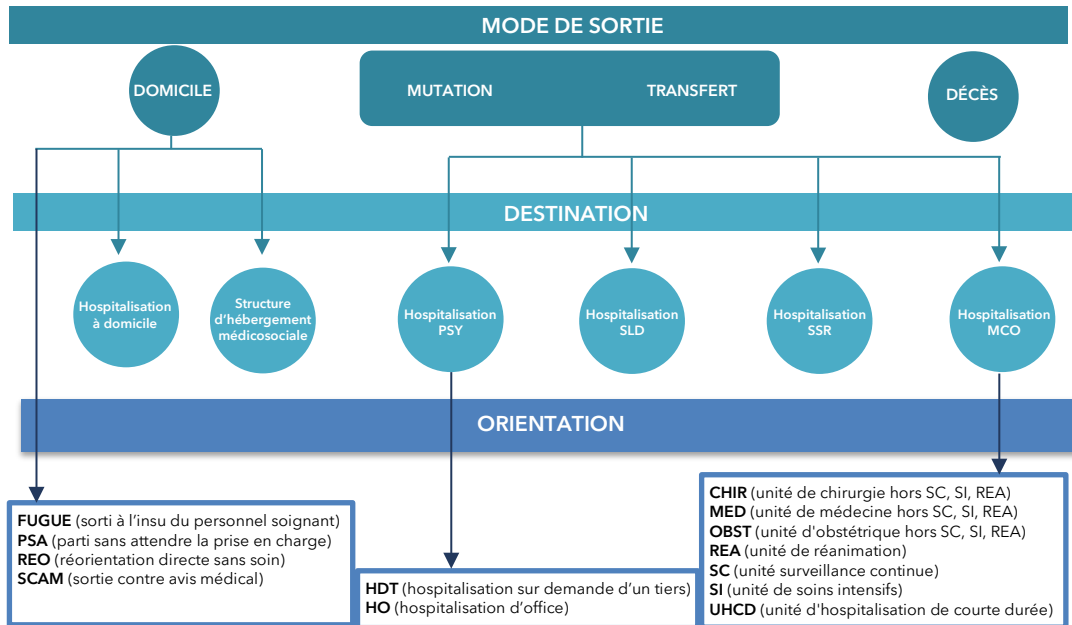 MODE DE SORTIE
DOMICILE
MUTATION
TRANSFERT
DÉCÈS
DESTINATION
Hospitalisation
à domicile
Structure
d'hébergement
médicosociale
Hospitalisation
PSY
Hospitalisation
SLD
Hospitalisation
SSR
Hospitalisation
MCO
ORIENTATION
FUGUE (sorti à l'insu du personnel soignant)
PSA (parti sans attendre la prise en charge)
REO (réorientation directe sans soin)
SCAM (sortie contre avis médical)
HDT (hospitalisation sur demande d'un tiers)
HO (hospitalisation d'office)
CHIR (unité de chirurgie hors SC, SI, REA)
MED (unité de médecine hors SC, SI, REA)
OBST (unité d'obstétrique hors SC, SI, REA)
REA (unité de réanimation)
SC (unité surveillance continue)
SI (unité de soins intensifs)
UHCD (unité d'hospitalisation de courte durée)